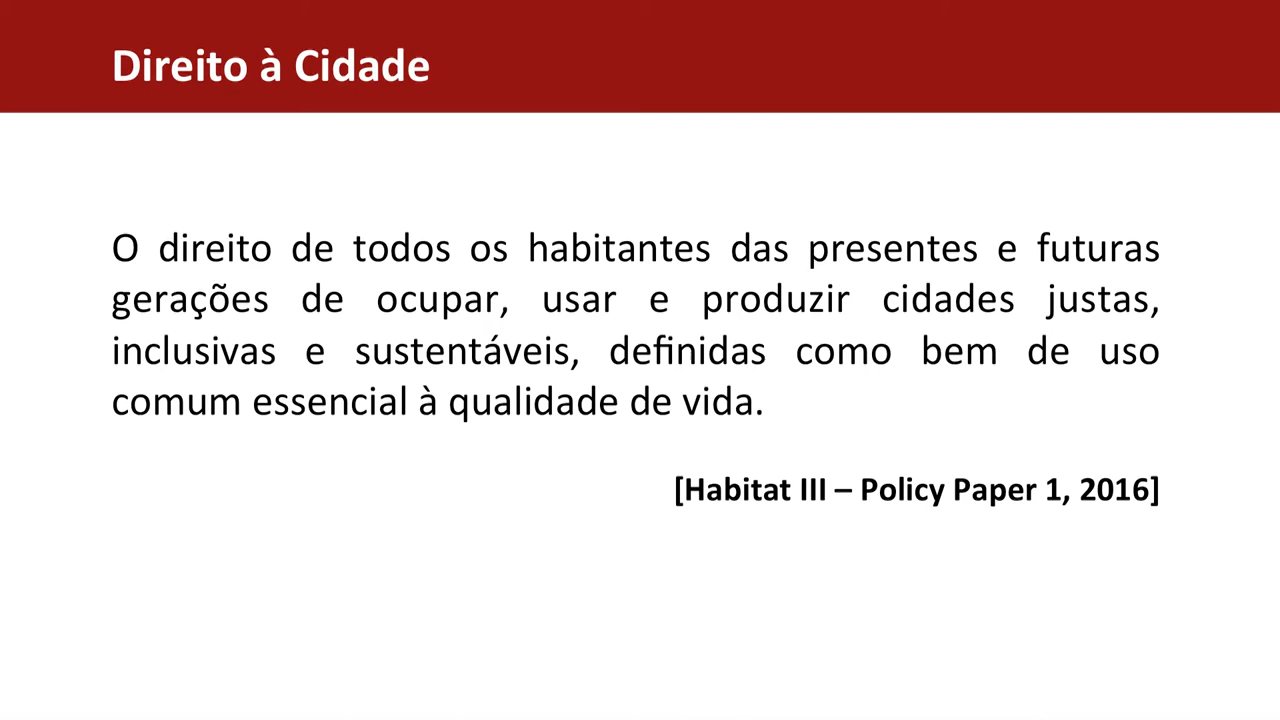 Direito à Cidade
O direito de todos os habitantes das presentes e futuras
gerações de ocupar, usar e produzir cidades justas,
inclusivas e sustentáveis, definidas como bem de uso
comum essencial à qualidade de vida.
[Habitat III – Policy Paper 1, 2016]